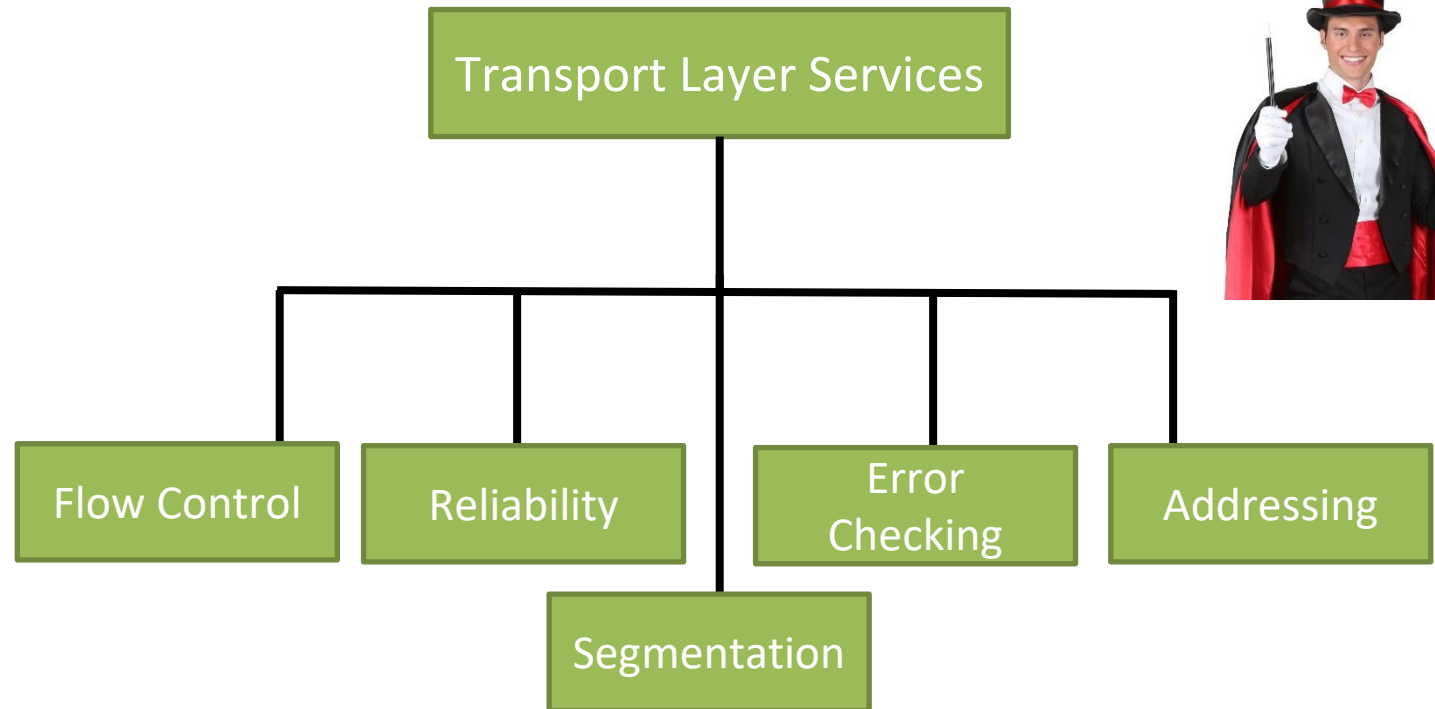 Transport Layer Services
Flow Control
Reliability
Error
Checking
Addressing
Segmentation